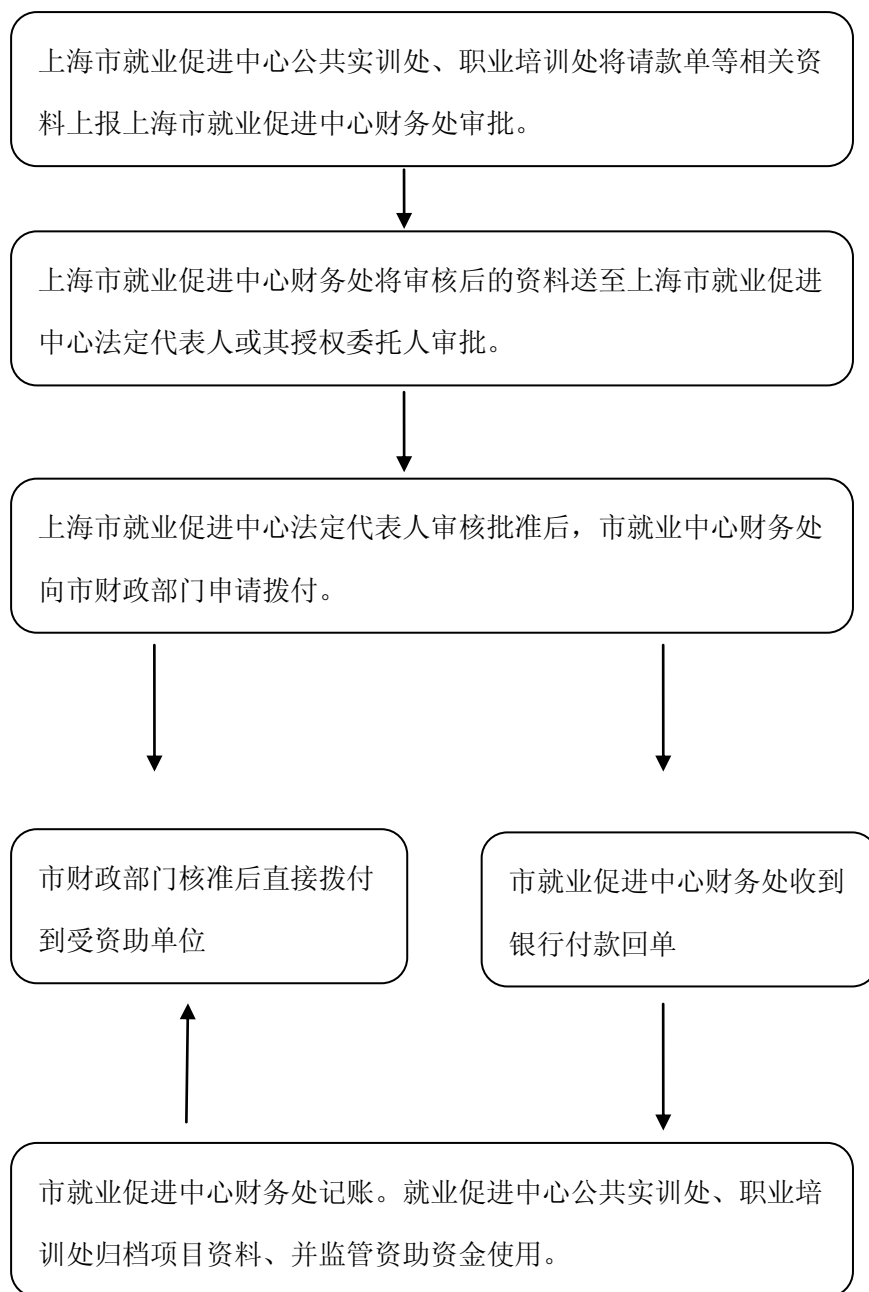 上海市就业促进中心公共实训处、职业培训处将请款单等相关资
料上报上海市就业促进中心财务处审批。
上海市就业促进中心财务处将审核后的资料送至上海市就业促进
中心法定代表人或其授权委托人审批。
上海市就业促进中心法定代表人审核批准后，市就业中心财务处
向市财政部门申请拨付。
市财政部门核准后直接拨付
到受资助单位
市就业促进中心财务处收到
银行付款回单
市就业促进中心财务处记账。就业促进中心公共实训处、职业培
训处归档项目资料、并监管资助资金使用。